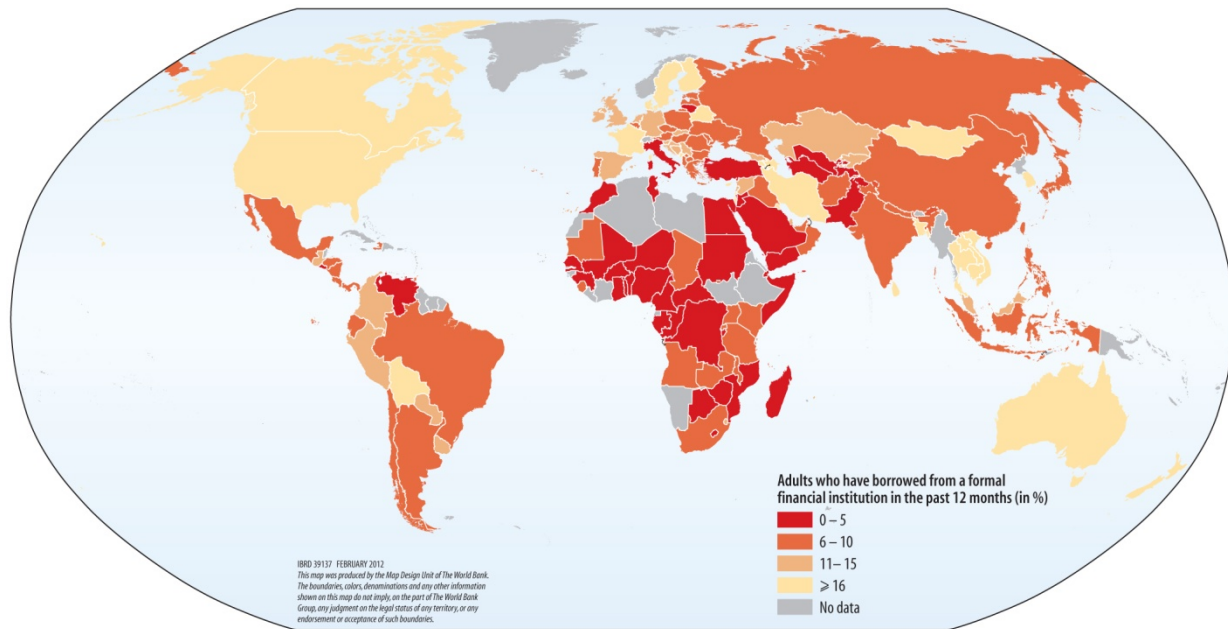 Adults who have borrowed from a formal
financial institution in the past 12 months (in %)
0 – 5
6 – 10
11– 15
⩾ 16
No data
IBRD 39137 FEBRUARY 2012
This map was produced by the Map Design Unit of The World Bank.
The boundaries, colors, denominations and any other information
shown on this map do not imply, on the part of The World Bank
Group, any judgment on the legal status of any territory, or any
endorsement or acceptance of such boundaries.